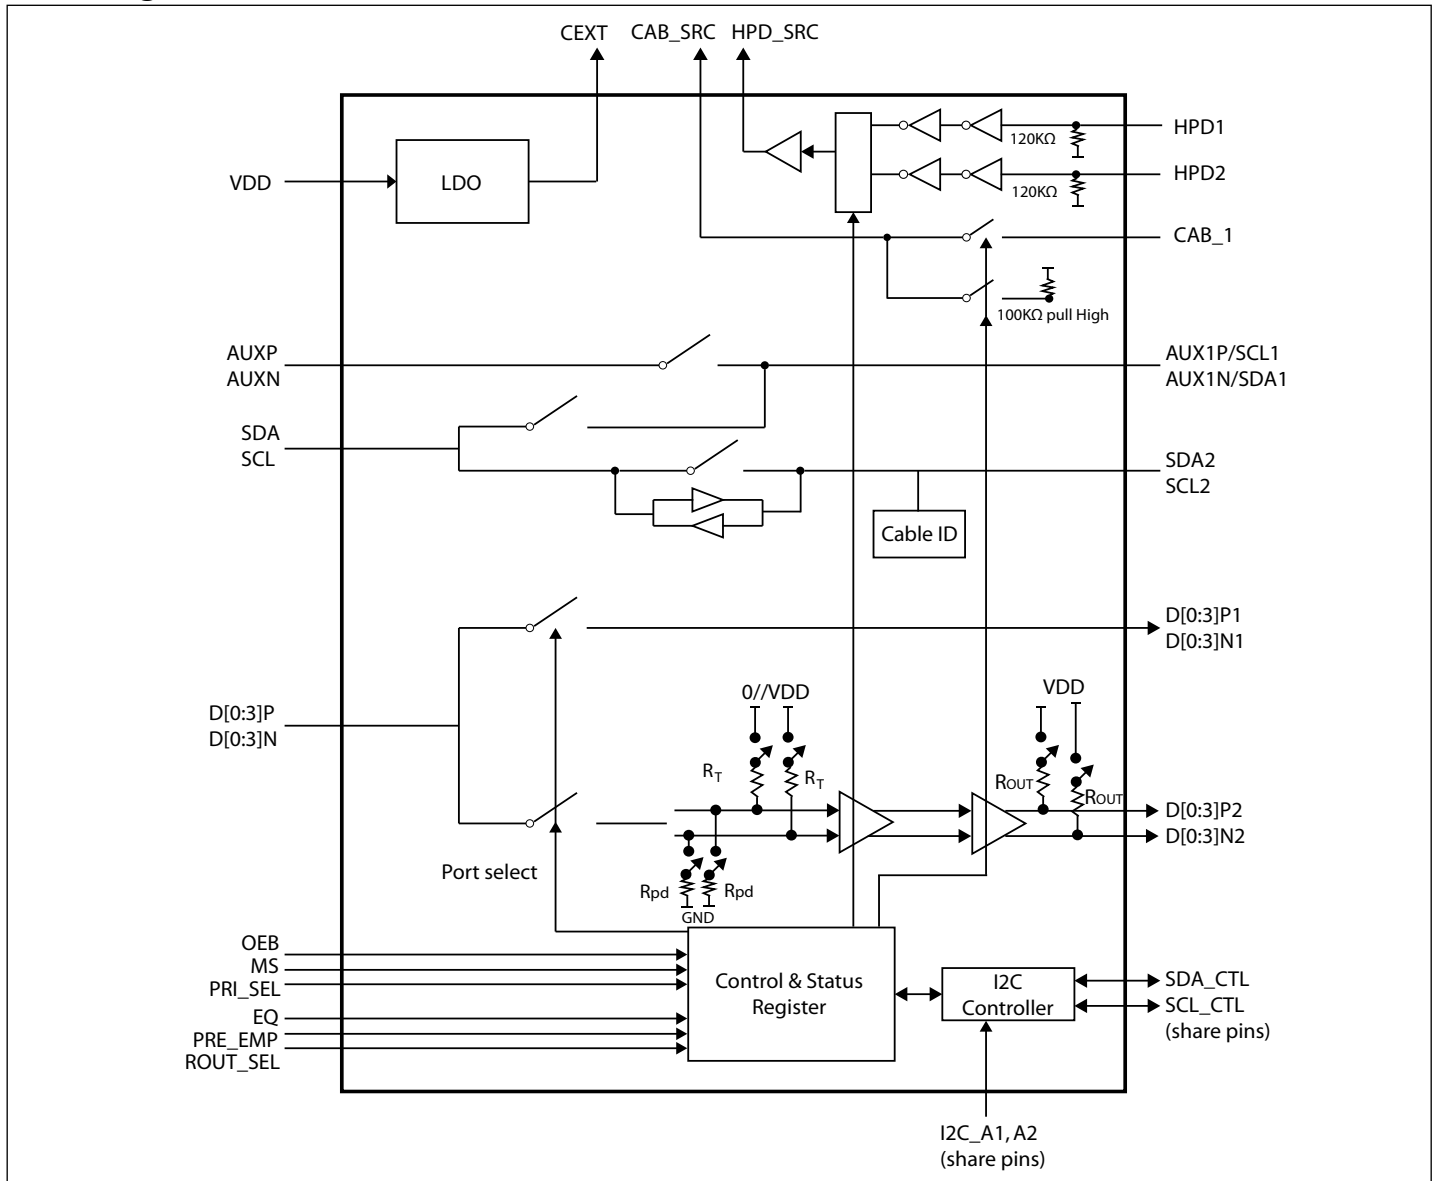 CEXT CAB_SRC HPD_SRC
HPD1
120KΩ
HPD2
120KΩ
VDD
LDO
CAB_1
100KΩ pull High
AUXP
AUXN
AUX1P/SCL1
AUX1N/SDA1
SDA
SCL
SDA2
SCL2
Cable ID
D[0:3]P1
D[0:3]N1
0//VDD
VDD
D[0:3]P
D[0:3]N
RT
RT
ROUT
ROUT
D[0:3]P2
D[0:3]N2
Port select
Rpd
Rpd
GND
OEB
MS
PRI_SEL
EQ
PRE_EMP
ROUT_SEL
Control & Status
Register
I2C
Controller
SDA_CTL
SCL_CTL
(share pins)
I2C_A1, A2
(share pins)